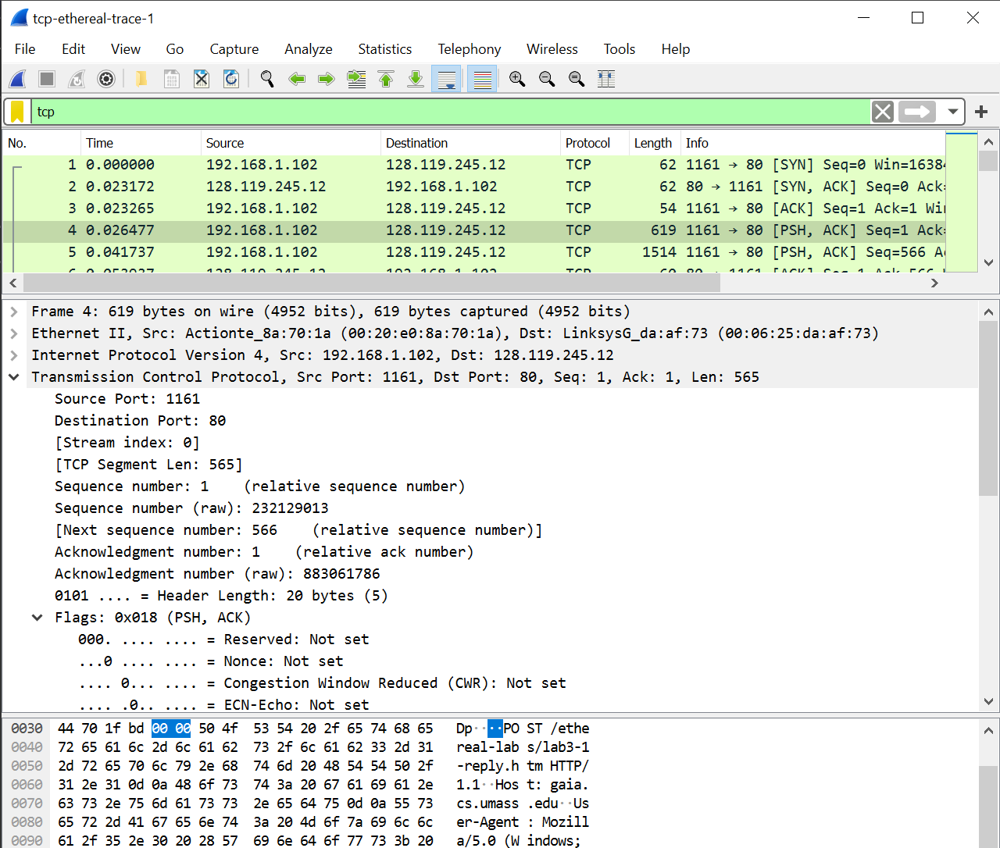 tcp-ethereal-trace-1
File Edit View Go Capture Analyze Statistics Telephony Wireless Tools Help
tcp
No. Time Source Destination Protocol Length Info
1 0.000000 192.168.1.102 128.119.245.12 TCP 62 1161 → 80 [SYN] Seq=0 Win=16384
2 0.023172 128.119.245.12 192.168.1.102 TCP 62 80 → 1161 [SYN, ACK] Seq=0 Ack=
3 0.023265 192.168.1.102 128.119.245.12 TCP 54 1161 → 80 [ACK] Seq=1 Ack=1 Wi
4 0.026477 192.168.1.102 128.119.245.12 TCP 619 1161 → 80 [PSH, ACK] Seq=1 Ack=
5 0.041737 192.168.1.102 128.119.245.12 TCP 1514 1161 → 80 [PSH, ACK] Seq=566 A
6 0.053937 128.119.245.12 192.168.1.102 TCP 60 80 → 1161 [ACK] Seq=1 Ack=566
Frame 4: 619 bytes on wire (4952 bits), 619 bytes captured (4952 bits)
Ethernet II, Src: Actionte_8a:70:1a (00:20:e0:8a:70:1a), Dst: LinksysG_da:af:73 (00:06:25:da:af:73)
Internet Protocol Version 4, Src: 192.168.1.102, Dst: 128.119.245.12
Transmission Control Protocol, Src Port: 1161, Dst Port: 80, Seq: 1, Ack: 1, Len: 565
Source Port: 1161
Destination Port: 80
[Stream index: 0]
[TCP Segment Len: 565]
Sequence number: 1    (relative sequence number)
Sequence number (raw): 232129013
[Next sequence number: 566    (relative sequence number)]
Acknowledgment number: 1    (relative ack number)
Acknowledgment number (raw): 883061786
0101 .... = Header Length: 20 bytes (5)
Flags: 0x018 (PSH, ACK)
000. .... .... = Reserved: Not set
...0 .... .... = Nonce: Not set
.... 0... .... = Congestion Window Reduced (CWR): Not set
.... .0.. .... = ECN-Echo: Not set
0030 44 70 1f bd 00 00 50 4f 53 54 20 2f 65 74 68 65 Dp····PO ST /ethe
0040 72 65 61 6c 2d 6c 61 62 73 2f 6c 61 62 33 2d 31 real-lab s/lab3-1
0050 2d 72 65 70 6c 79 2e 68 74 6d 20 48 54 54 50 2f -reply.h tm HTTP/
0060 31 2e 31 0d 0a 48 6f 73 74 3a 20 67 61 69 61 2e 1.1··Hos t: gaia.
0070 63 73 2e 75 6d 61 73 73 2e 65 64 75 0d 0a 55 73 cs.umass .edu··Us
0080 65 72 2d 41 67 65 6e 74 3a 20 4d 6f 7a 69 6c 6c er-Agent : Mozill
0090 61 2f 35 2e 30 20 28 57 69 6e 64 6f 77 73 3b 20 a/5.0 (W indows;